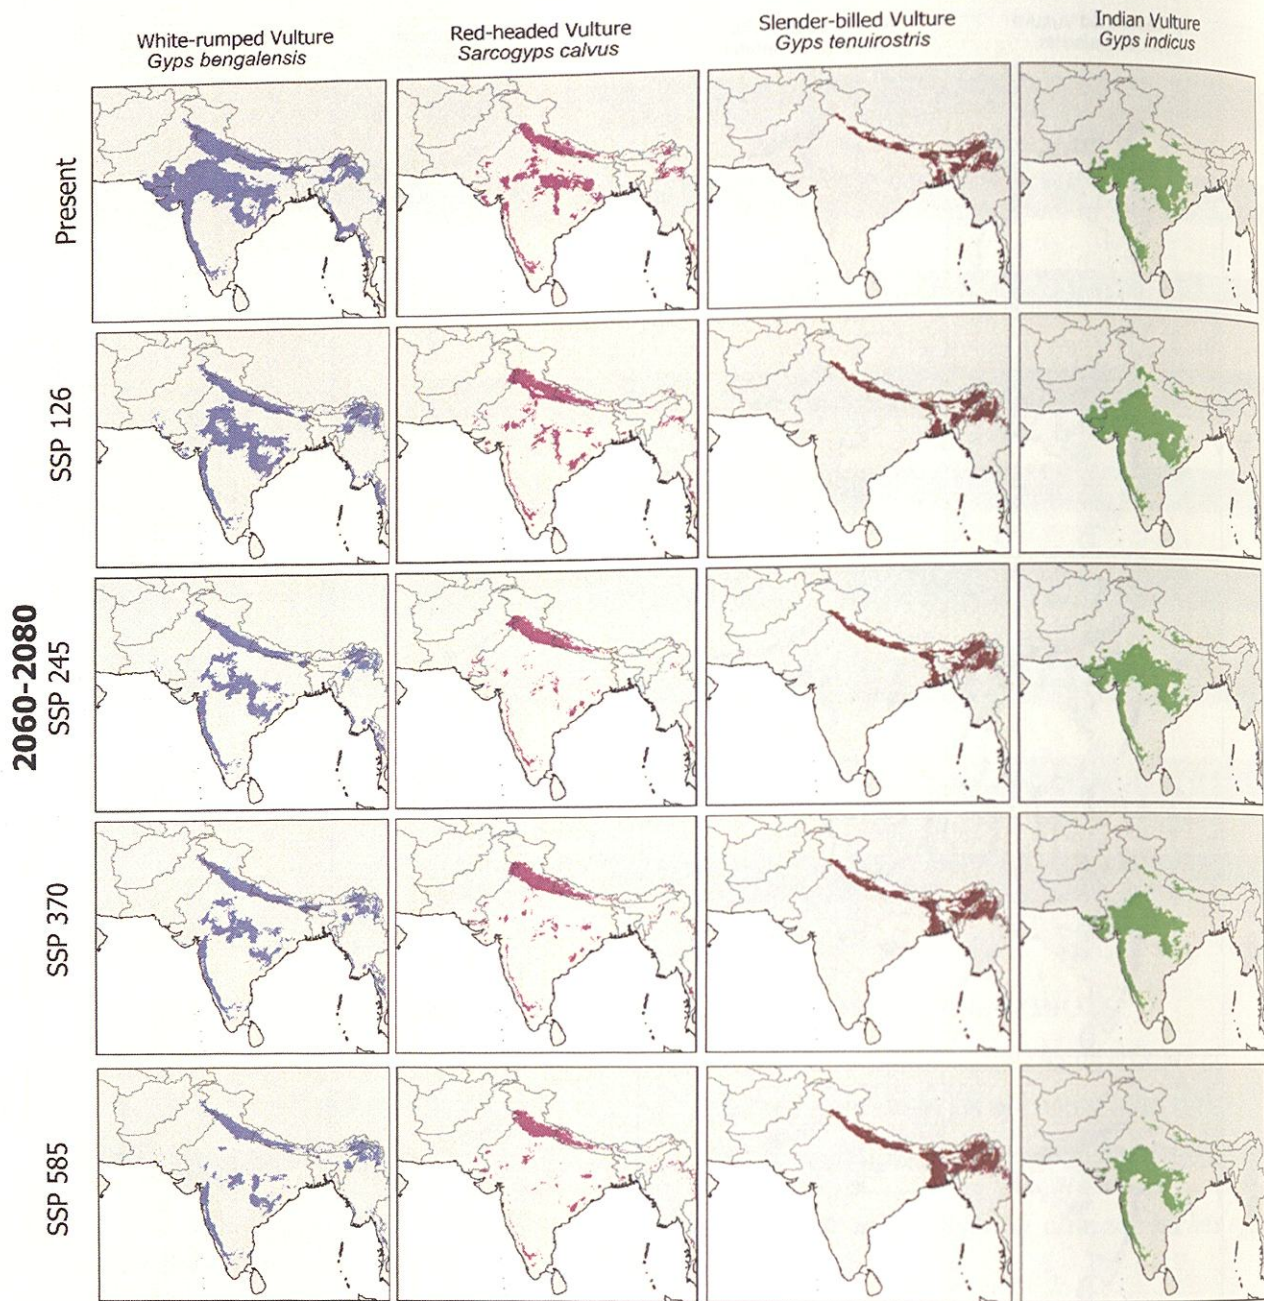 White-rumped Vulture
Gyps bengalensis
Red-headed Vulture
Sarcogyps calvus
Slender-billed Vulture
Gyps tenuirostris
Indian Vulture
Gyps indicus
Present
2060-2080
SSP 126
SSP 245
SSP 370
SSP 585